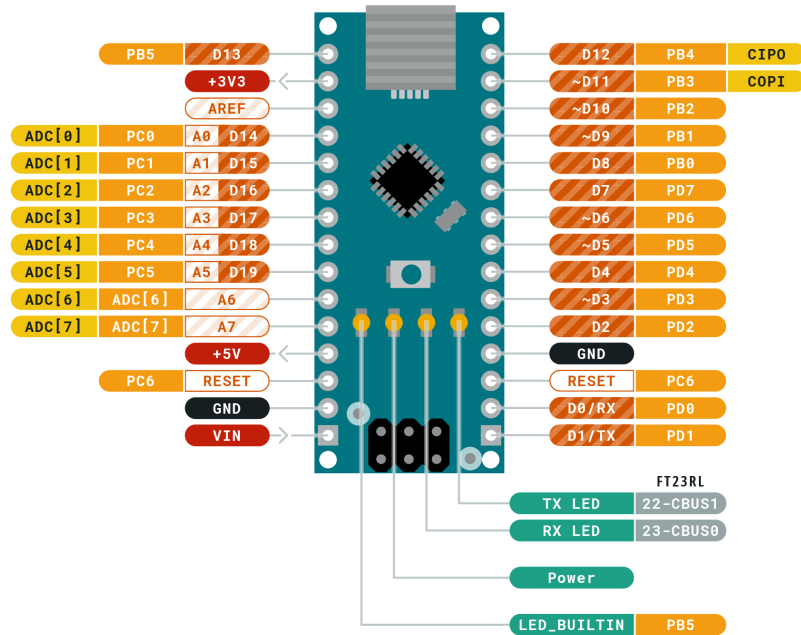 PB5 D13 D12 PB4 CIPO
+3V3 ~D11 PB3 COPI
AREF ~D10 PB2
ADC[0] PC0 A0 D14 ~D9 PB1
ADC[1] PC1 A1 D15 D8 PB0
ADC[2] PC2 A2 D16 D7 PD7
ADC[3] PC3 A3 D17 ~D6 PD6
ADC[4] PC4 A4 D18 ~D5 PD5
ADC[5] PC5 A5 D19 D4 PD4
ADC[6] ADC[6] A6 ~D3 PD3
ADC[7] ADC[7] A7 D2 PD2
+5V GND
PC6 RESET RESET PC6
GND D0/RX PD0
VIN D1/TX PD1
FT23RL
TX LED 22-CBUS1
RX LED 23-CBUS0
Power
LED_BUILTIN PB5